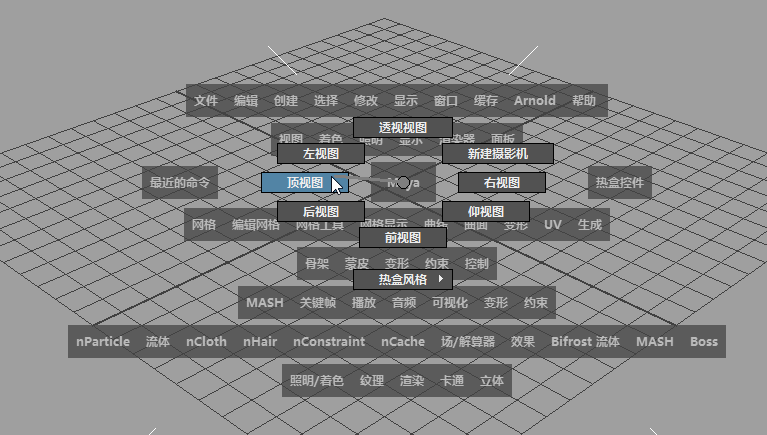 文件 编辑 创建 选择 修改 显示 窗口 缓存 Arnold 帮助
透视视图
视图 着色 照明 显示 渲染器 面板
左视图 新建摄影机
最近的命令 顶视图 Maya 右视图 热盒控件
后视图 仰视图
网格 编辑网格 网格工具 网格显示 曲线 曲面 变形 UV 生成
前视图
骨架 蒙皮 变形 约束 控制
热盒风格
MASH 关键帧 播放 音频 可视化 变形 约束
nParticle 流体 nCloth nHair nConstraint nCache 场/解算器 效果 Bifrost 流体 MASH Boss
照明/着色 纹理 渲染 卡通 立体